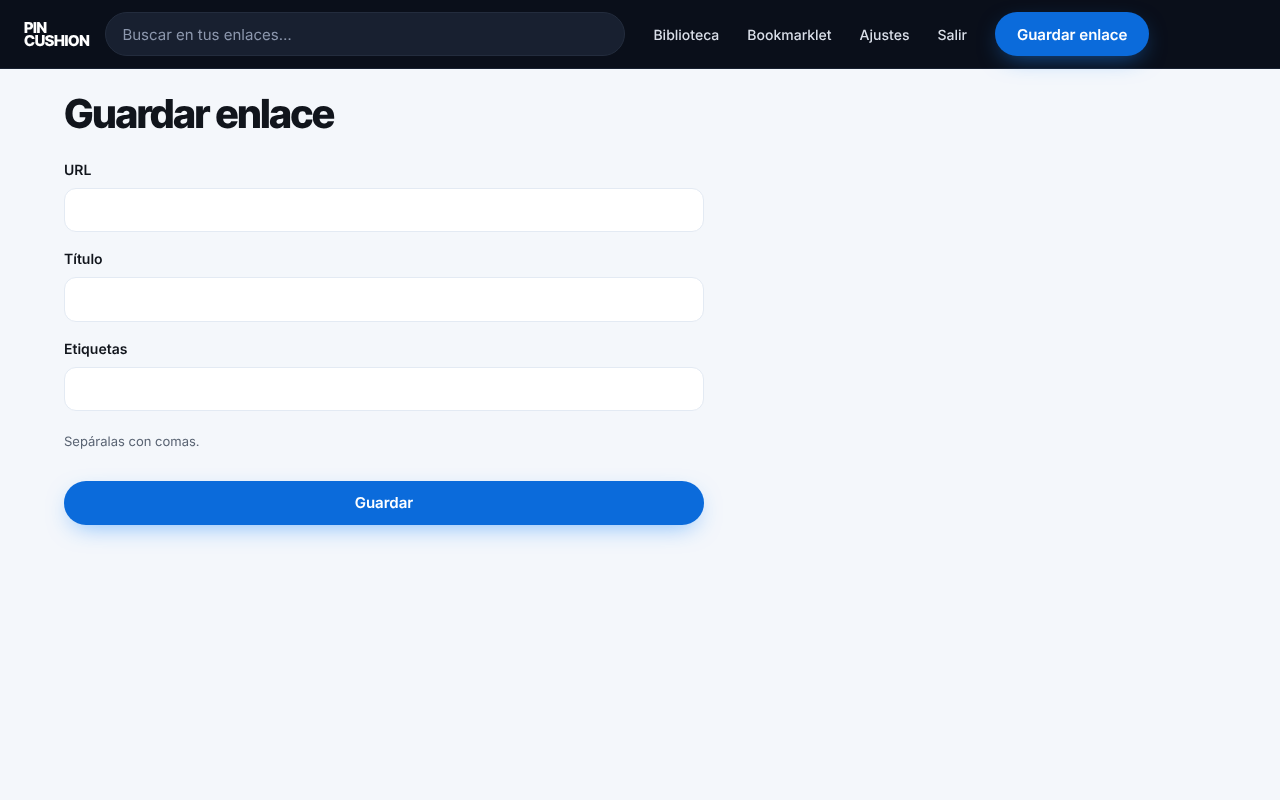 PIN
CUSHION
Buscar en tus enlaces...
Biblioteca
Bookmarklet
Ajustes
Salir
Guardar enlace
Guardar enlace
URL
Título
Etiquetas
Sepáralas con comas.
Guardar